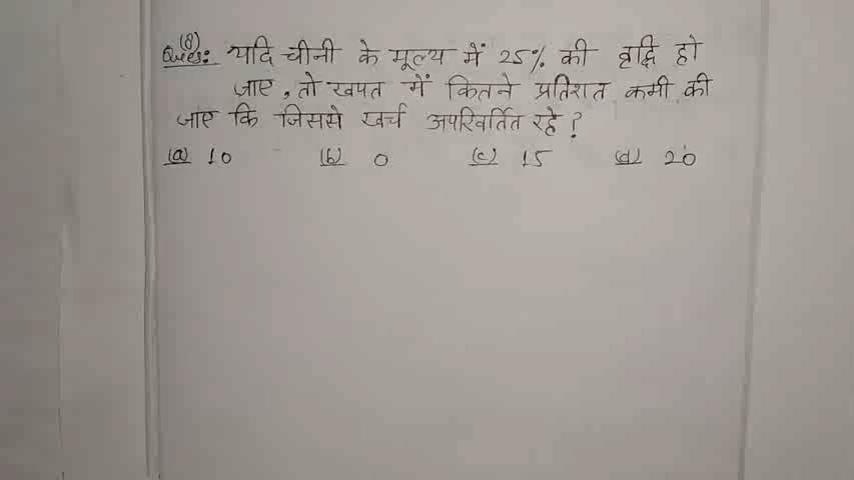 (8)
Ques: यदि चीनी के मूल्य में 25% की वृद्धि हो
जाए, तो खपत में कितने प्रतिशत कमी की
जाए कि जिससे खर्च अपरिवर्तित रहे ?
(a) 10 (b) 0 (c) 15 (d) 20